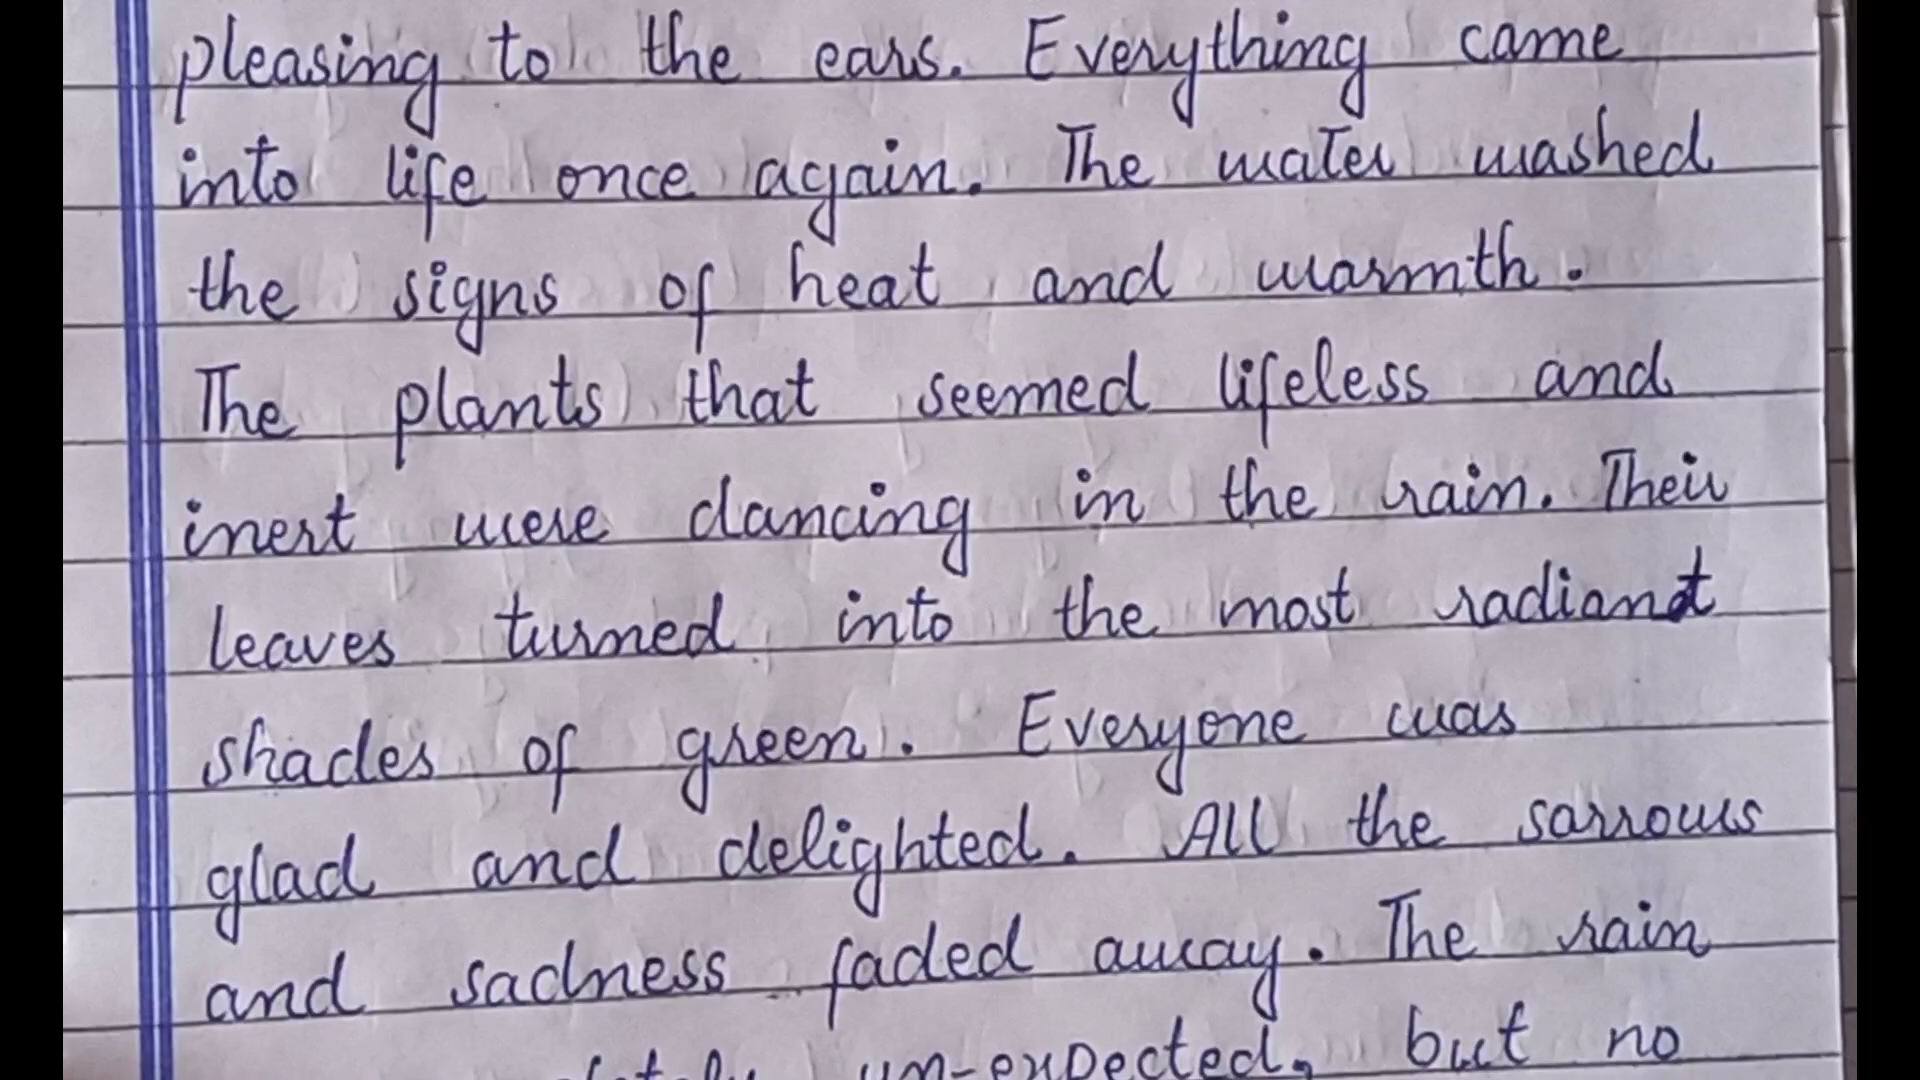 pleasing to the ears. Everything came
into life once again. The water washed
the signs of heat and warmth.
The plants that seemed lifeless and
inert were dancing in the rain. Their
leaves turned into the most radiant
shades of green. Everyone was
glad and delighted. All the sorrows
and sadness faded away. The rain
un-expected, but no